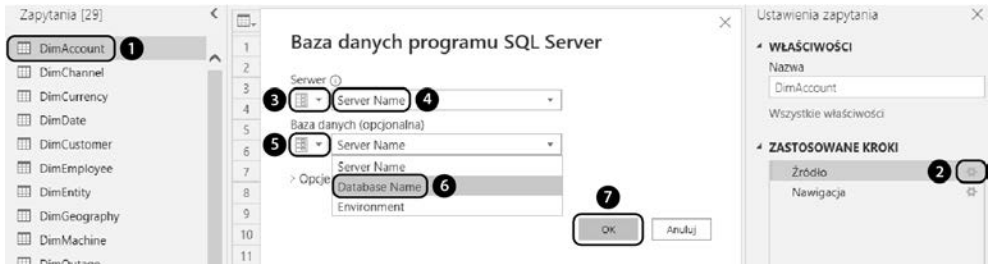 Zapytania [29]
DimAccount
1
DimChannel
DimCurrency
DimDate
DimCustomer
DimEmployee
DimEntity
DimGeography
DimMachine
DimOutage
1
2
3
4
5
6
7
8
9
10
11
Baza danych programu SQL Server
Serwer
3
Server Name
4
Baza danych (opcjonalna)
5
Server Name
Server Name
> Opcje
Database Name
6
Environment
7
OK
Anuluj
Ustawienia zapytania
WŁAŚCIWOŚCI
Nazwa
DimAccount
Wszystkie właściwości
ZASTOSOWANE KROKI
Źródło
2
Nawigacja